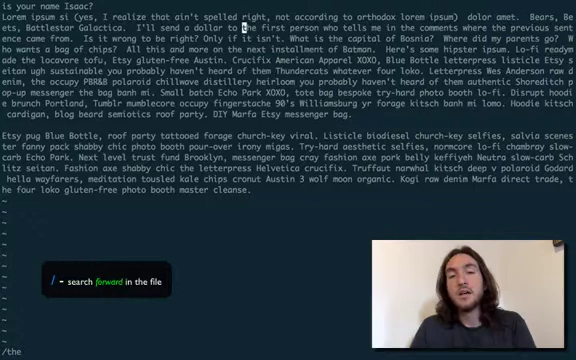 is your name Isaac?
Lorem ipsum si (yes, I realize that ain't spelled right, not according to orthodox lorem ipsum)  dolor amet.  Bears, Be
ets, Battlestar Galactica.  I'll send a dollar to the first person who tells me in the comments where the previous sent
ence came from.  Is it wrong to be right?  Only if it isn't.  What is the capital of Bosnia?  Where did my parents go?  W
ho wants a bag of chips?  All this and more on the next installment of Batman.  Here's some hipster ipsum. Lo-fi readym
ade the locavore tofu, Etsy gluten-free Austin. Crucifix American Apparel XOXO, Blue Bottle letterpress listicle Etsy s
eitan ugh sustainable you probably haven't heard of them Thundercats whatever four loko. Letterpress Wes Anderson raw d
enim, the occupy PBR&B polaroid chillwave direct trade you probably haven't heard of them authentic Shoreditch p
op-up messenger the bag banh mi. Small batch Echo Park XOXO, tote bag bespoke try-hard photo booth lo-fi. Disrupt hoodi
e brunch Portland, Tumblr mumblecore occupy fingerstache 90's Williamsburg yr forage kitsch banh mi lomo. Hoodie kitsch
cardigan, blog beard semiotics roof party. DIY Marfa Etsy messenger bag.
Etsy pug Blue Bottle, roof party tattooed forage church-key viral. Listicle biodiesel church-key selfies, salvia scenes
ter fanny pack shabby chic photo booth pour-over irony migas. Try-hard aesthetic selfies, normcore lo-fi chambray slow-
carb Echo Park. Next level trust fund Brooklyn, messenger bag cray fashion axe pork belly keffiyeh Neutra slow-carb Sch
litz seitan. Fashion axe shabby chic the letterpress Helvetica crucifix. Truffaut narwhal kitsch deep v polaroid Godard
hella wayfarers, meditation tousled kale chips cronut Austin 3 wolf moon organic. Kogi raw denim Marfa direct trade, t
he four loko gluten-free photo booth master cleanse.
~
~
~
~
~
~
~
~
~
~
~
~
~
/ - search forward in the file
/the